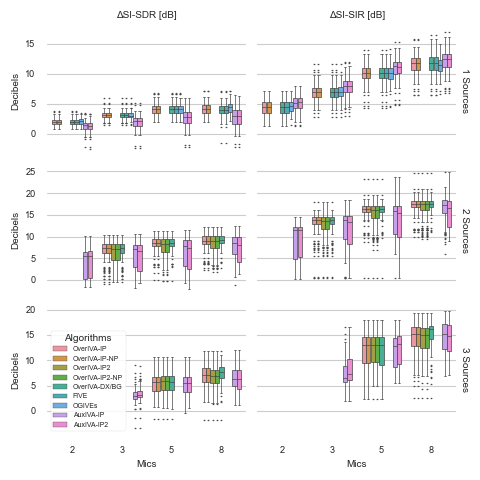 ΔSI-SDR [dB]
ΔSI-SIR [dB]
15
10
5
0
Decibels
1 Sources
25
20
15
10
5
0
Decibels
2 Sources
20
15
10
5
0
Decibels
3 Sources
Algorithms
OverIVA-IP
OverIVA-IP-NP
OverIVA-IP2
OverIVA-IP2-NP
OverIVA-DX/BG
FIVE
OGIVEs
AuxIVA-IP
AuxIVA-IP2
2 3 5 8
2 3 5 8
Mics
Mics